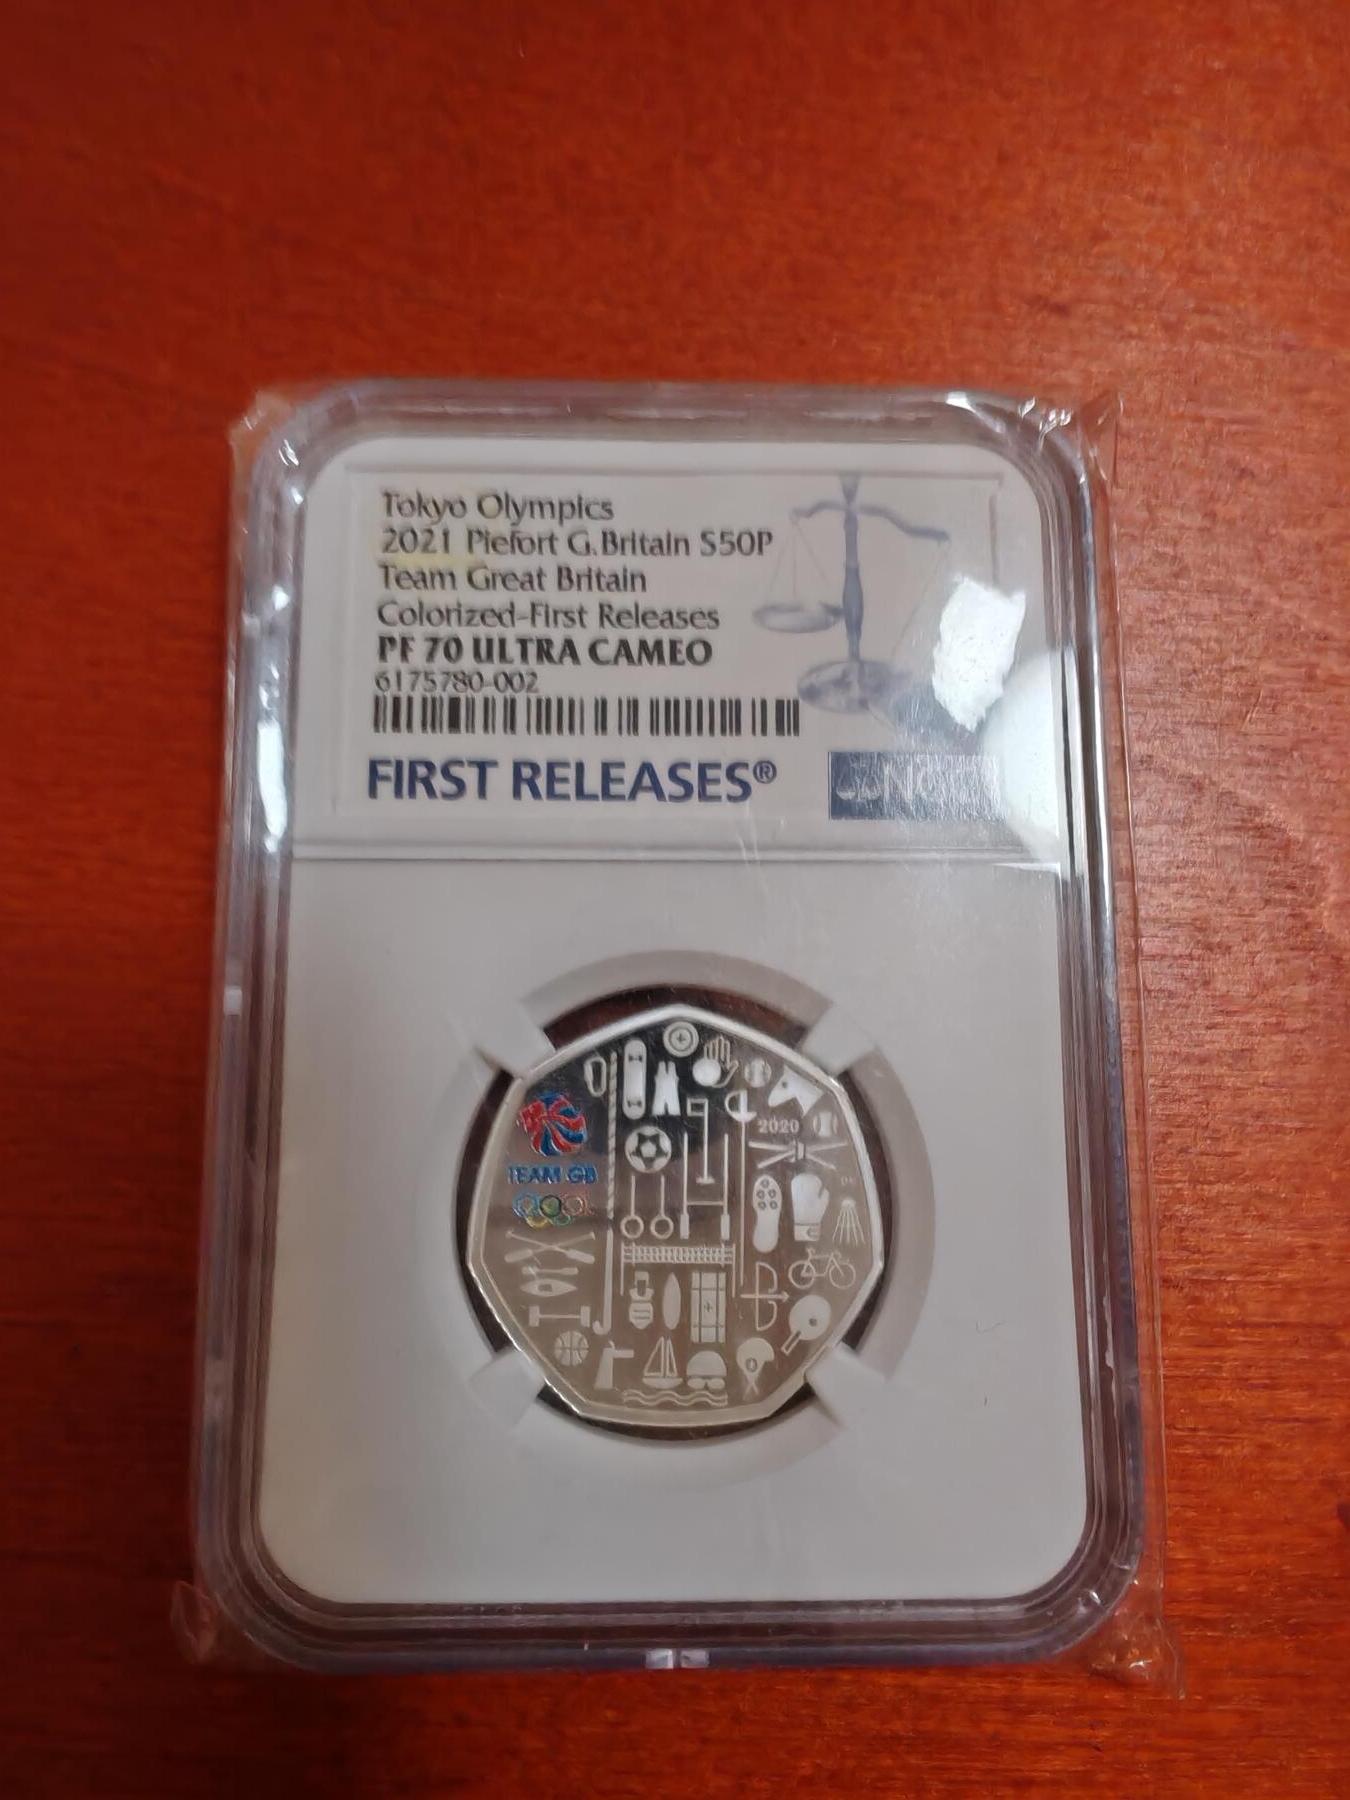 Tokyo Olympics
2021 Piefort G.Britain S50P
Team Great Britain
Colorized-First Releases
PF 70 ULTRA CAMEO
6175780-002
FIRST RELEASES®
2020
TEAM GB